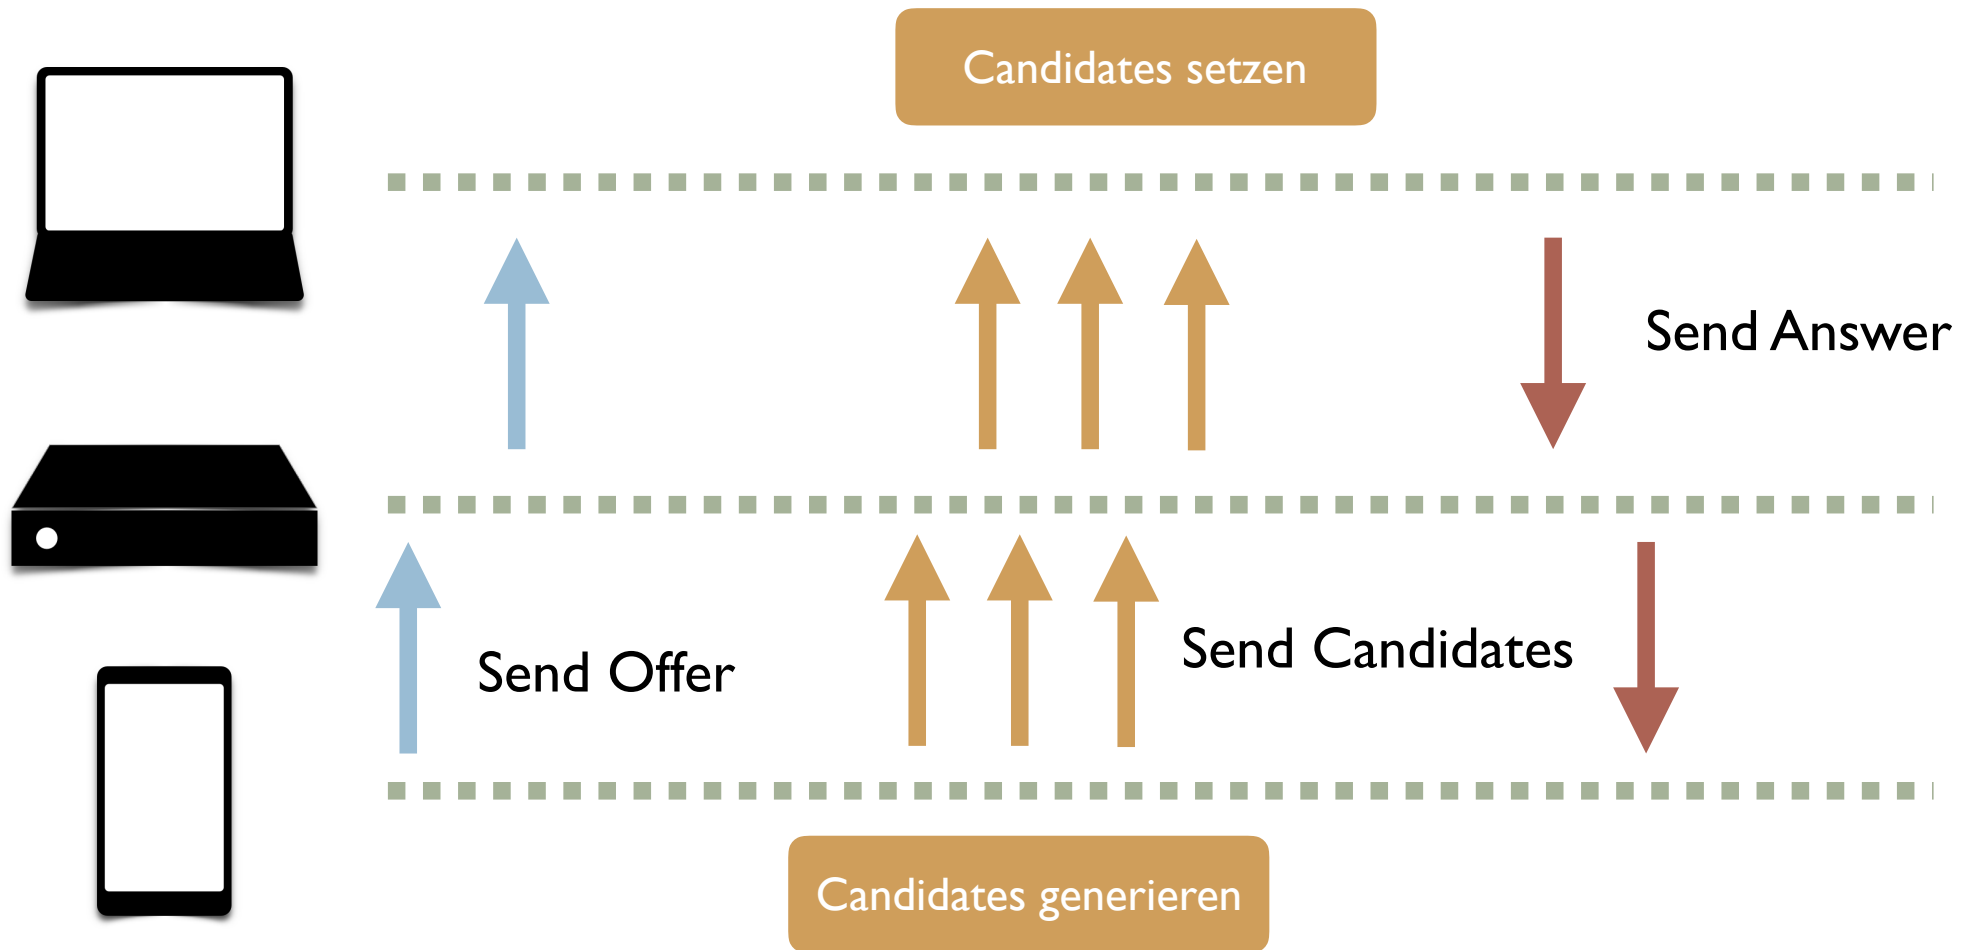 Candidates setzen
Send Answer
Send Offer
Send Candidates
Candidates generieren